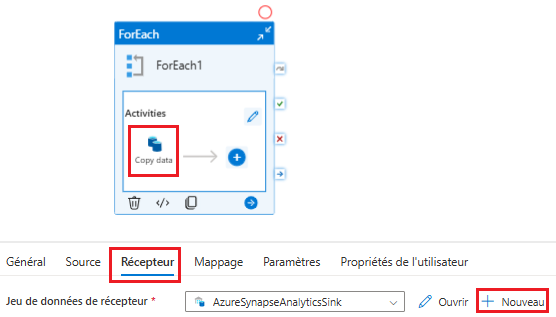 ForEach
ForEach1
Activities
Copy data
Général Source Récepteur Mappage Paramètres Propriétés de l'utilisateur
Jeu de données de récepteur * AzureSynapseAnalyticsSink Ouvrir Nouveau